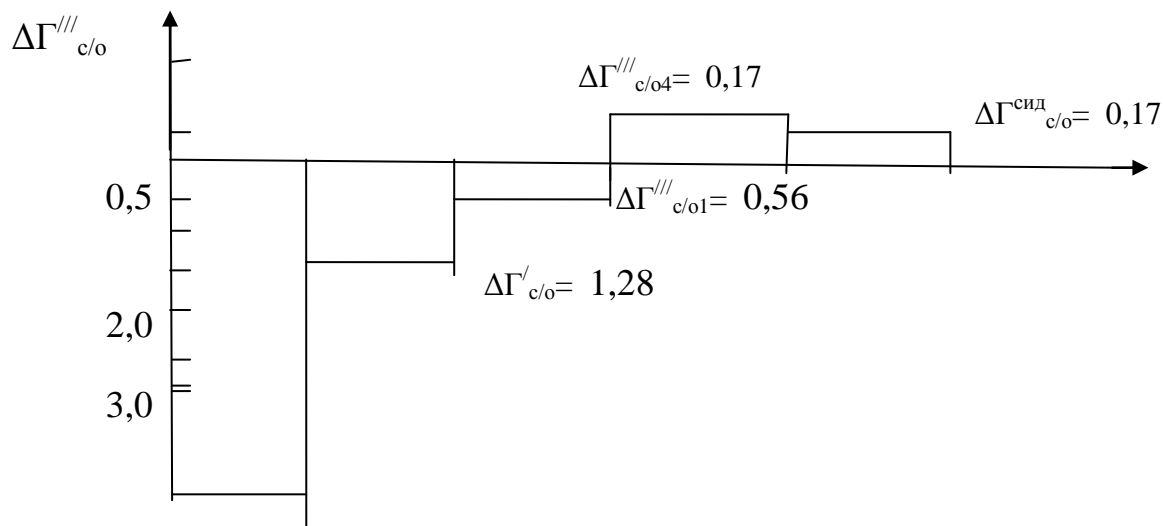 ΔΓ///с/о
ΔΓ///с/о4= 0,17
ΔΓсидс/о= 0,17
0,5
ΔΓ///с/о1= 0,56
ΔΓ/с/о= 1,28
2,0
3,0